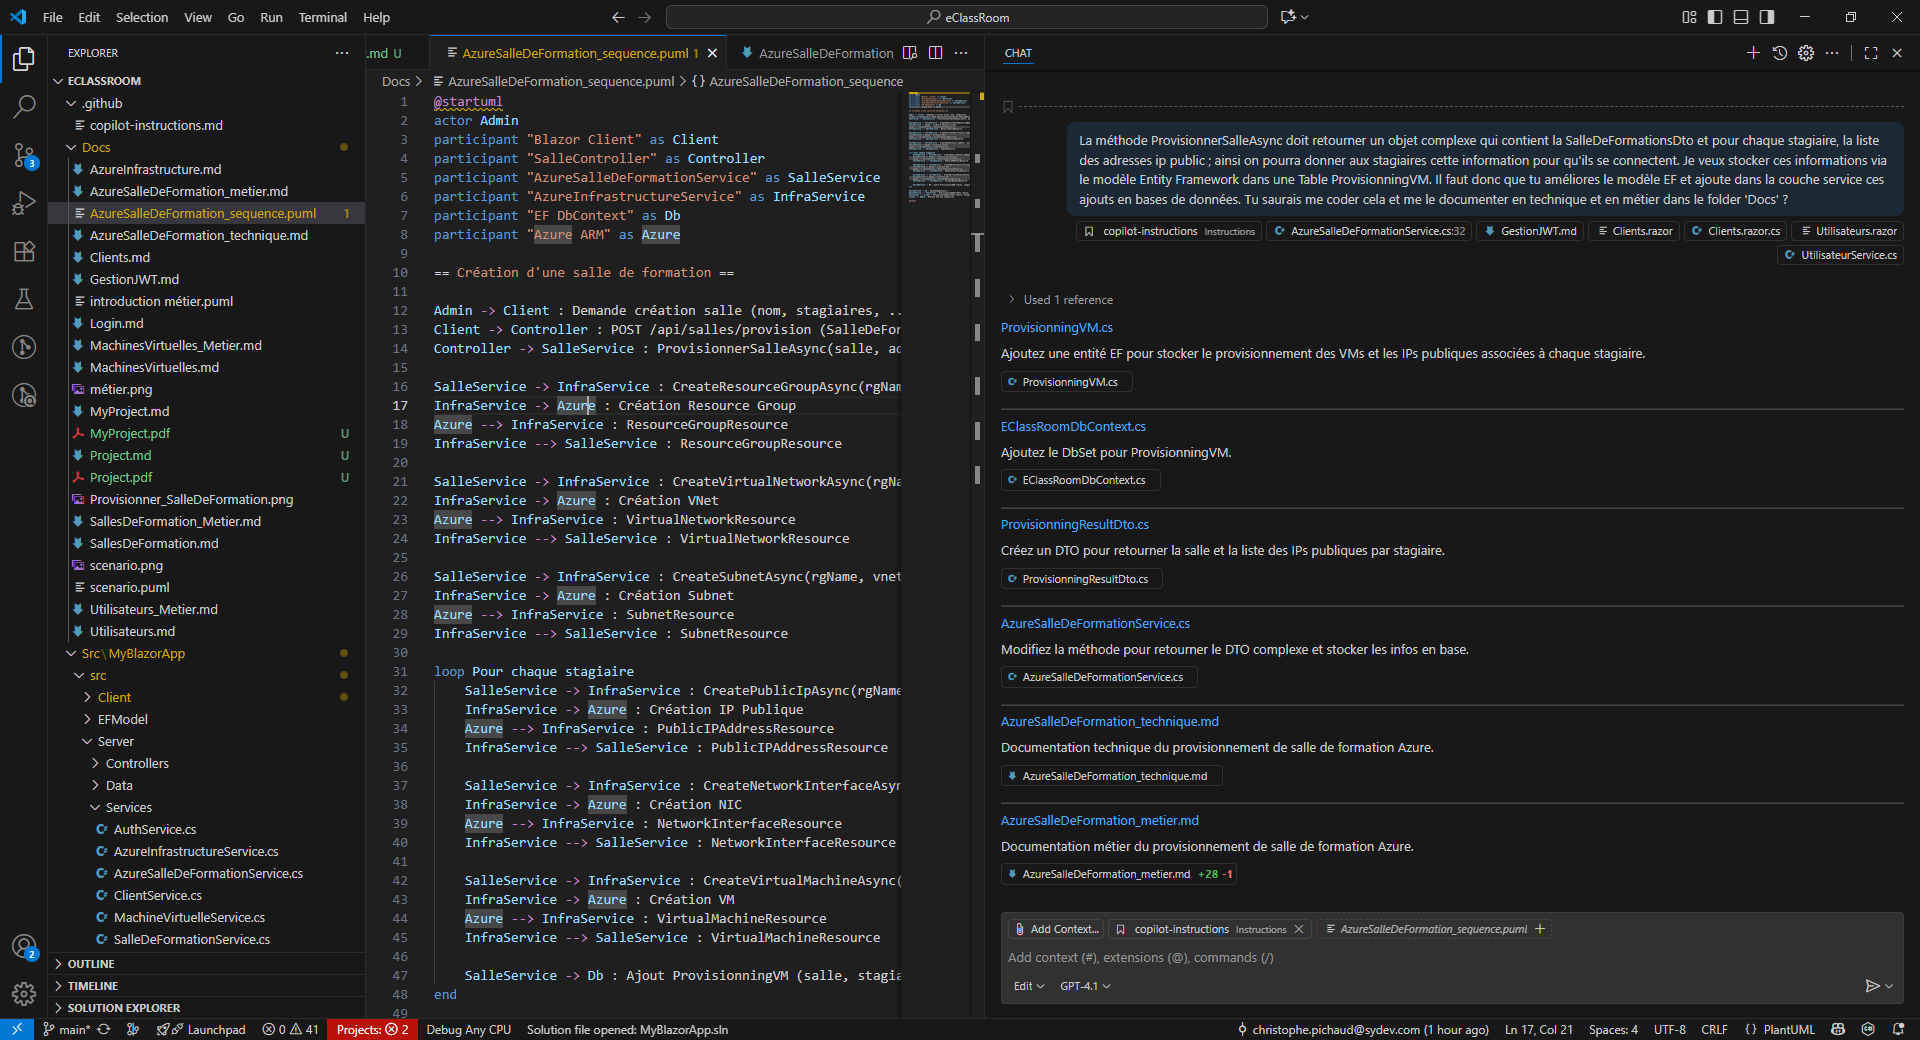 File Edit Selection View Go Run Terminal Help
eClassRoom
EXPLORER
ECLASSROOM
.github
copilot-instructions.md
Docs
AzureInfrastructure.md
AzureSalleDeFormation_metier.md
AzureSalleDeFormation_sequence.puml 1
AzureSalleDeFormation_technique.md
Clients.md
GestionJWT.md
introduction métier.puml
Login.md
MachinesVirtuelles_Metier.md
MachinesVirtuelles.md
métier.png
MyProject.md
MyProject.pdf U
Project.md U
Project.pdf U
Provisionner_SalleDeFormation.png
SallesDeFormation_Metier.md
SallesDeFormation.md
scenario.png
scenario.puml
Utilisateurs_Metier.md
Utilisateurs.md
Src\MyBlazorApp
src
Client
EFModel
Server
Controllers
Data
Services
AuthService.cs
AzureInfrastructureService.cs
AzureSalleDeFormationService.cs
ClientService.cs
MachineVirtuelleService.cs
SalleDeFormationService.cs
OUTLINE
TIMELINE
SOLUTION EXPLORER
3
2
.md U
AzureSalleDeFormation_sequence.puml 1
AzureSalleDeFormation
Docs > AzureSalleDeFormation_sequence.puml > {} AzureSalleDeFormation_sequence
1 @startuml
2 actor Admin
3 participant "Blazor Client" as Client
4 participant "SalleController" as Controller
5 participant "AzureSalleDeFormationService" as SalleService
6 participant "AzureInfrastructureService" as InfraService
7 participant "EF DbContext" as Db
8 participant "Azure ARM" as Azure
9
10 == Création d'une salle de formation ==
11
12 Admin -> Client : Demande création salle (nom, stagiaires, ..
13 Client -> Controller : POST /api/salles/provision (SalleDeFor
14 Controller -> SalleService : ProvisionnerSalleAsync(salle, ad
15
16 SalleService -> InfraService : CreateResourceGroupAsync(rgNam
17 InfraService -> Azure : Création Resource Group
18 Azure --> InfraService : ResourceGroupResource
19 InfraService --> SalleService : ResourceGroupResource
20
21 SalleService -> InfraService : CreateVirtualNetworkAsync(rgNa
22 InfraService -> Azure : Création VNet
23 Azure --> InfraService : VirtualNetworkResource
24 InfraService --> SalleService : VirtualNetworkResource
25
26 SalleService -> InfraService : CreateSubnetAsync(rgName, vnet
27 InfraService -> Azure : Création Subnet
28 Azure --> InfraService : SubnetResource
29 InfraService --> SalleService : SubnetResource
30
31 loop Pour chaque stagiaire
32 SalleService -> InfraService : CreatePublicIpAsync(rgName
33 InfraService -> Azure : Création IP Publique
34 Azure --> InfraService : PublicIPAddressResource
35 InfraService --> SalleService : PublicIPAddressResource
36
37 SalleService -> InfraService : CreateNetworkInterfaceAsyn
38 InfraService -> Azure : Création NIC
39 Azure --> InfraService : NetworkInterfaceResource
40 InfraService --> SalleService : NetworkInterfaceResource
41
42 SalleService -> InfraService : CreateVirtualMachineAsync(
43 InfraService -> Azure : Création VM
44 Azure --> InfraService : VirtualMachineResource
45 InfraService --> SalleService : VirtualMachineResource
46
47 SalleService -> Db : Ajout ProvisionningVM (salle, stagia
48 end
49
CHAT
La méthode ProvisionnerSalleAsync doit retourner un objet complexe qui contient la SalleDeFormationsDto et pour chaque stagiaire, la liste
des adresses ip public ; ainsi on pourra donner aux stagiaires cette information pour qu'ils se connectent. Je veux stocker ces informations via
le modèle Entity Framework dans une Table ProvisionningVM. Il faut donc que tu améliores le modèle EF et ajoute dans la couche service ces
ajouts en bases de données. Tu saurais me coder cela et me le documenter en technique et en métier dans le folder 'Docs' ?
copilot-instructions Instructions AzureSalleDeFormationService.cs:32 GestionJWT.md Clients.razor Clients.razor.cs Utilisateurs.razor
UtilisateurService.cs
Used 1 reference
ProvisionningVM.cs
Ajoutez une entité EF pour stocker le provisionnement des VMs et les IPs publiques associées à chaque stagiaire.
ProvisionningVM.cs
EClassRoomDbContext.cs
Ajoutez le DbSet pour ProvisionningVM.
EClassRoomDbContext.cs
ProvisionningResultDto.cs
Créez un DTO pour retourner la salle et la liste des IPs publiques par stagiaire.
ProvisionningResultDto.cs
AzureSalleDeFormationService.cs
Modifiez la méthode pour retourner le DTO complexe et stocker les infos en base.
AzureSalleDeFormationService.cs
AzureSalleDeFormation_technique.md
Documentation technique du provisionnement de salle de formation Azure.
AzureSalleDeFormation_technique.md
AzureSalleDeFormation_metier.md
Documentation métier du provisionnement de salle de formation Azure.
AzureSalleDeFormation_metier.md +28 -1
Add Context... copilot-instructions Instructions AzureSalleDeFormation_sequence.puml
Add context (#), extensions (@), commands (/)
Edit GPT-4.1
main* Launchpad 0 41 Projects: 2 Debug Any CPU Solution file opened: MyBlazorApp.sln
christophe.pichaud@sydev.com (1 hour ago) Ln 17, Col 21 Spaces: 4 UTF-8 CRLF {} PlantUML